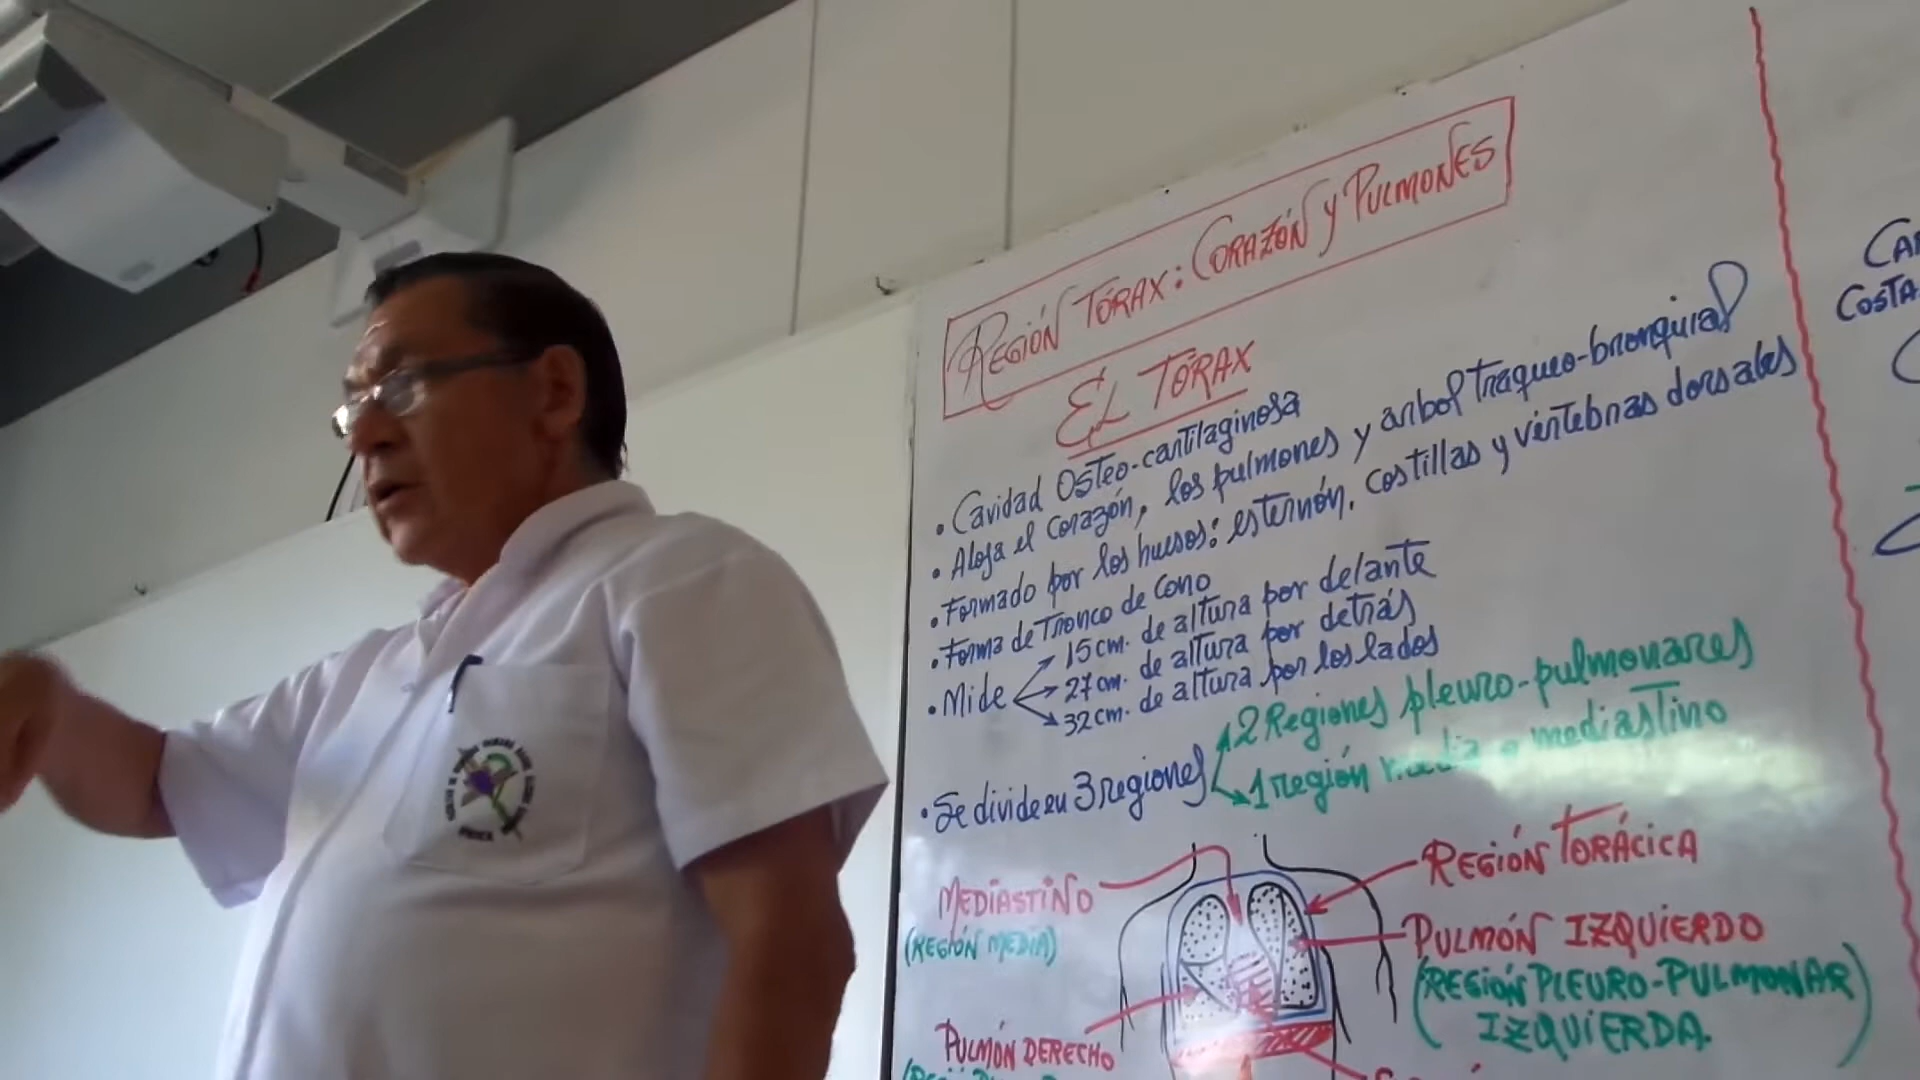 REGIÓN TÓRAX: CORAZÓN Y PULMONES
EL TÓRAX
• Cavidad Osteo-cartilaginosa
• Aloja el corazón, los pulmones y arbol traqueo-bronquial
• Formado por los huesos: esternón, costillas y vértebras dorsales
• Forma de Tronco de Cono
• Mide
15 cm. de altura por delante
27 cm. de altura por detrás
32 cm. de altura por los lados
• Se divide en 3 regiones
2 Regiones pleuro-pulmonares
1 región media o mediastino
MEDIASTINO
(REGIÓN MEDIA)
PULMÓN DERECHO
REGIÓN TORÁCICA
PULMÓN IZQUIERDO
(REGIÓN PLEURO-PULMONAR
IZQUIERDA.)
CA
COSTA